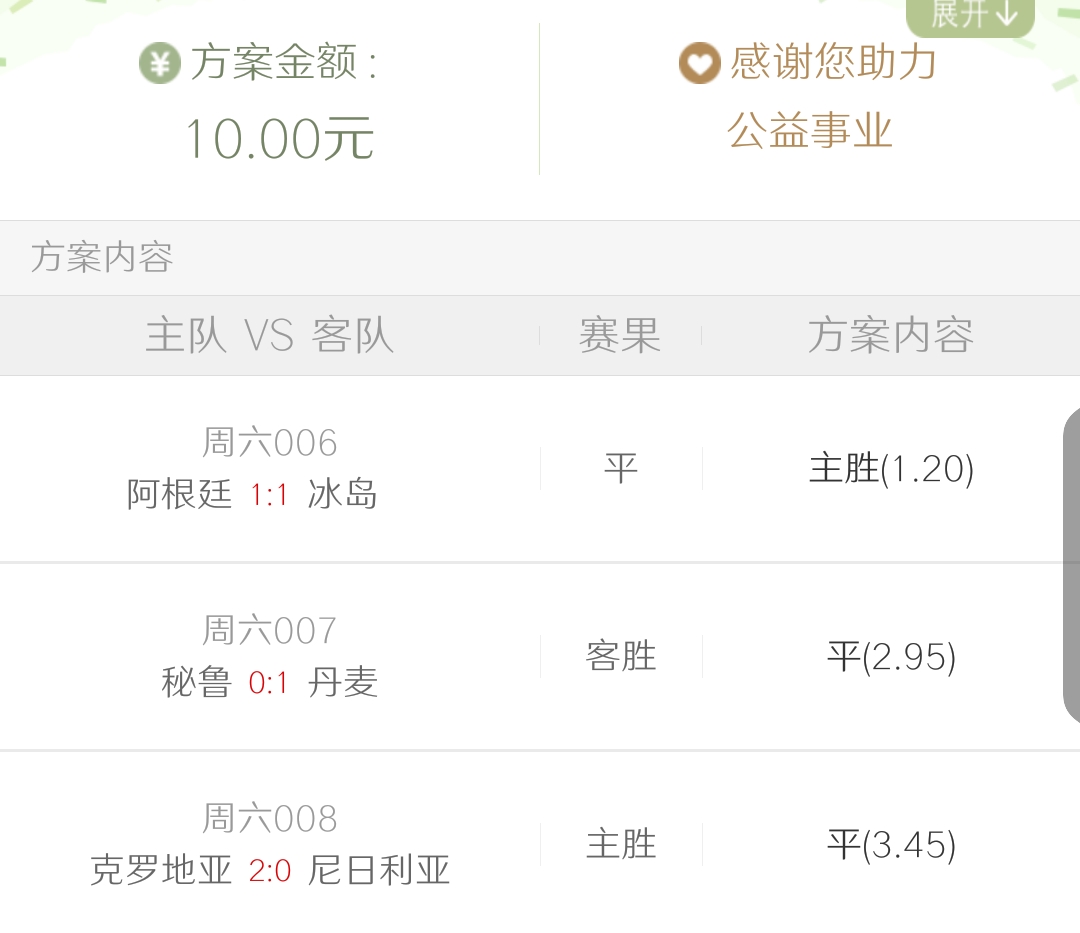 展开↓
¥ 方案金额：
10.00元
感谢您助力
公益事业
方案内容
主队 VS 客队 赛果 方案内容
周六006
阿根廷 1:1 冰岛 平 主胜(1.20)
周六007
秘鲁 0:1 丹麦 客胜 平(2.95)
周六008
克罗地亚 2:0 尼日利亚 主胜 平(3.45)